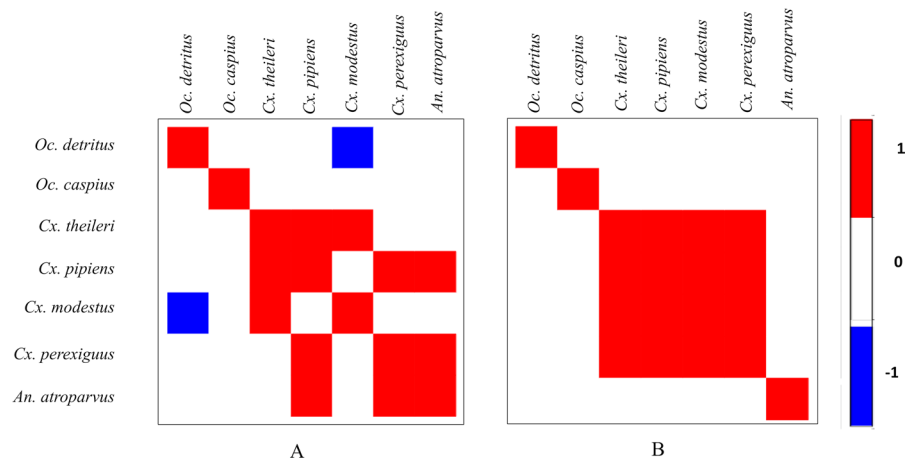 Oc. detritus
Oc. caspius
Cx. theileri
Cx. pipiens
Cx. modestus
Cx. perexiguus
An. atroparvus
Oc. detritus
Oc. caspius
Cx. theileri
Cx. pipiens
Cx. modestus
Cx. perexiguus
An. atroparvus
Oc. detritus
Oc. caspius
Cx. theileri
Cx. pipiens
Cx. modestus
Cx. perexiguus
An. atroparvus
1
0
-1
A
B